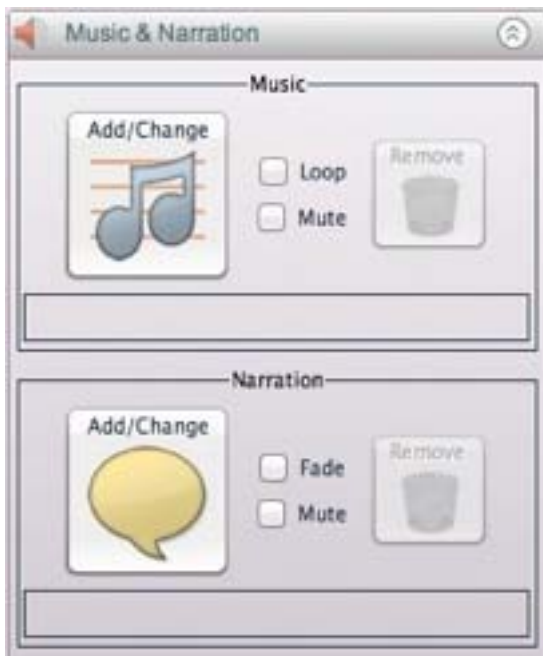 Music & Narration
Music
Add/Change
Loop
Mute
Remove
Narration
Add/Change
Fade
Mute
Remove